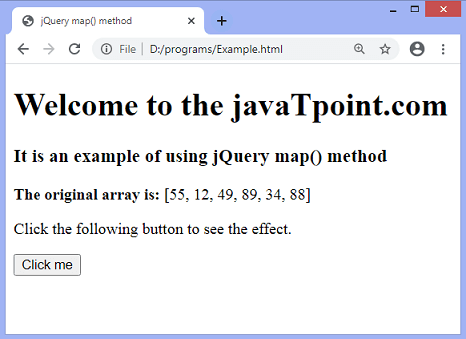 jQuery map() method
File | D:/programs/Example.html
Welcome to the javaTpoint.com
It is an example of using jQuery map() method
The original array is: [55, 12, 49, 89, 34, 88]
Click the following button to see the effect.
Click me